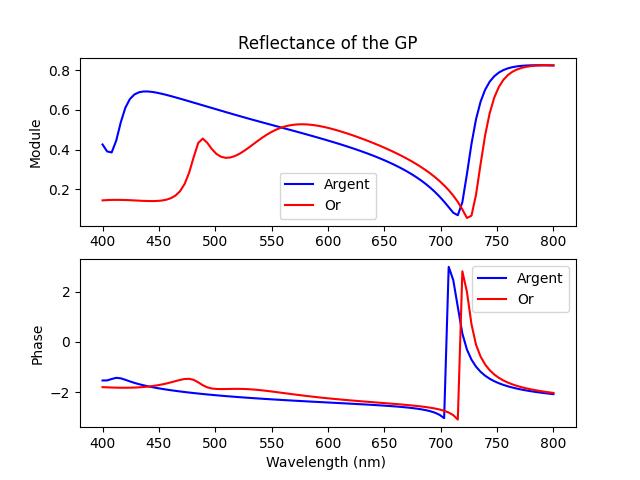 Reflectance of the GP
Module
0.8
0.6
0.4
0.2
Argent
Or
400 450 500 550 600 650 700 750 800
Phase
2
0
−2
Argent
Or
400 450 500 550 600 650 700 750 800
Wavelength (nm)